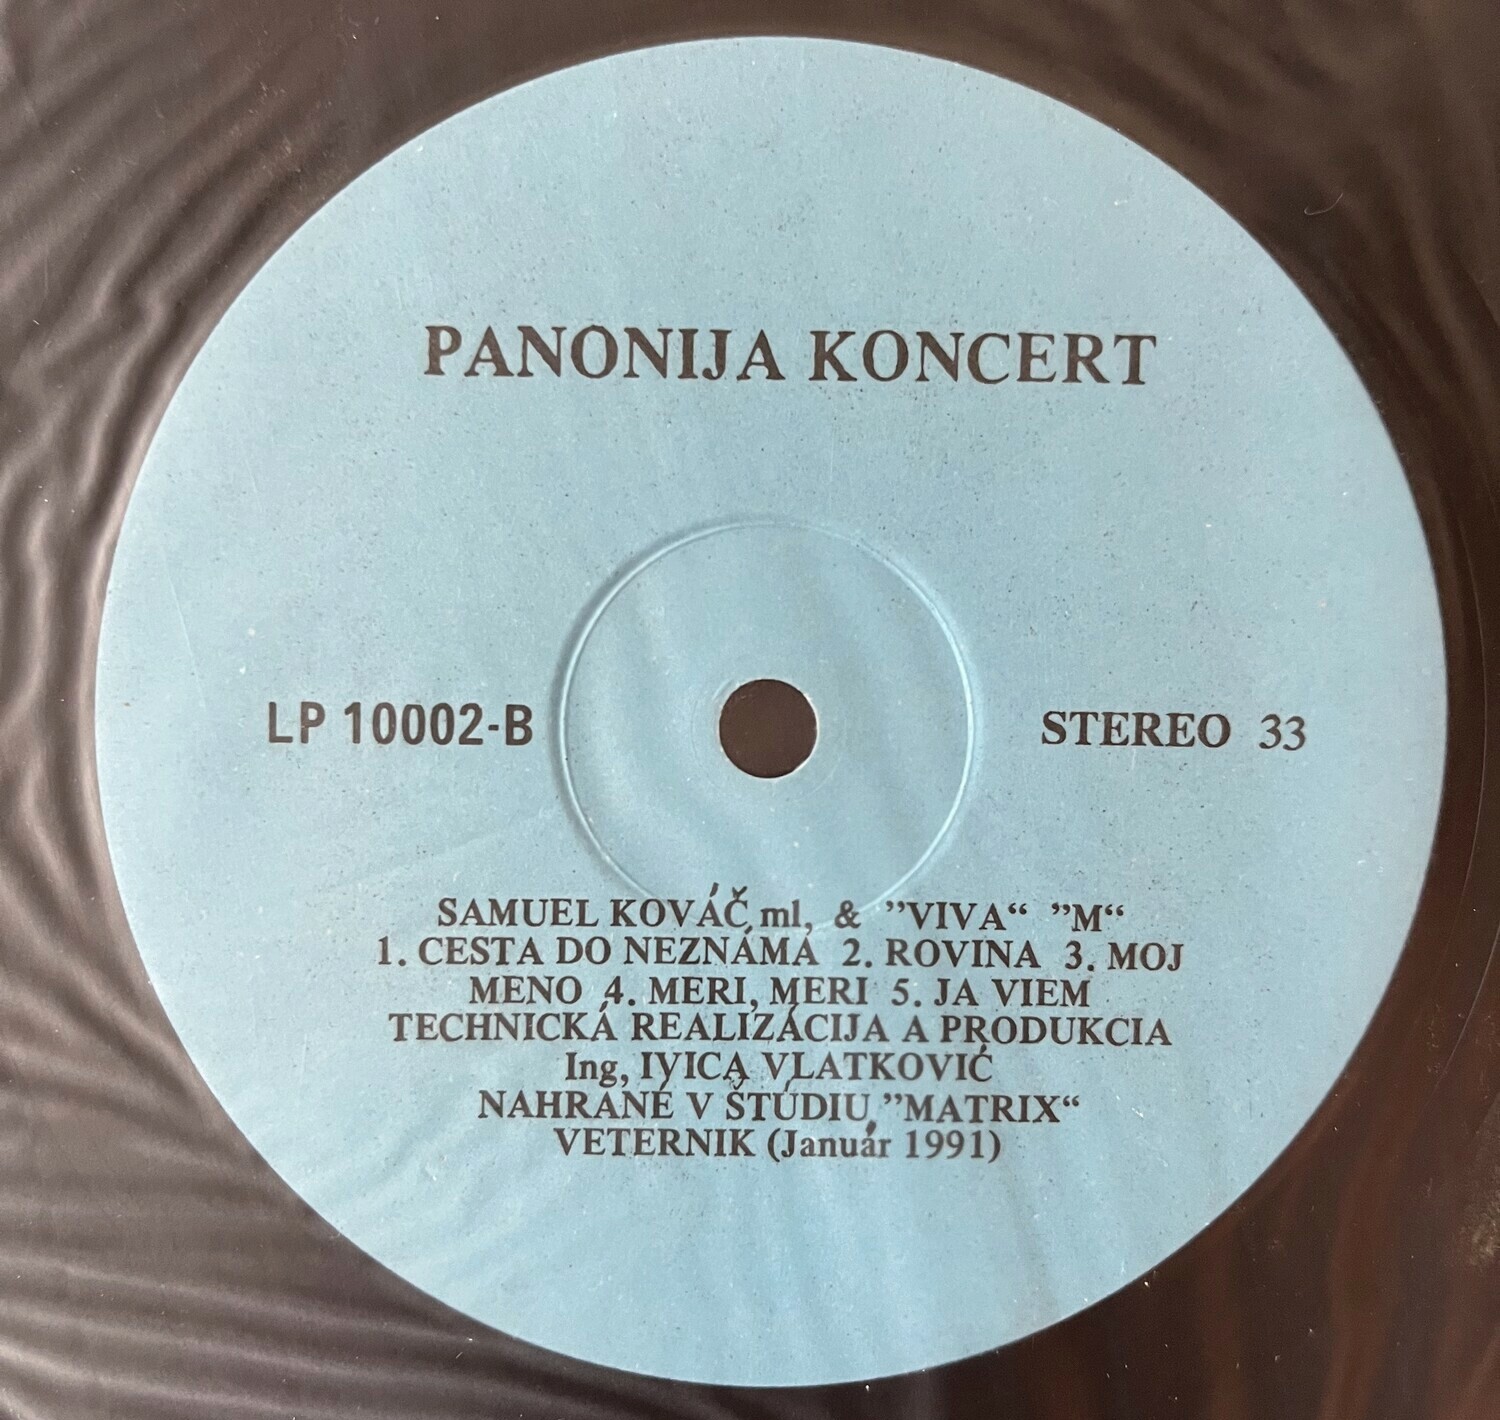 PANONIJA KONCERT
LP 10002-B
STEREO 33
SAMUEL KOVÁČ ml, & ”VIVA“ ”M“
1. CESTA DO NEZNÁMA 2. ROVINA 3. MOJ
MENO 4. MERI, MERI 5. JA VIEM
TECHNICKÁ REALIZÁCIJA A PRODUKCIA
Ing, IVICA VLATKOVIĆ
NAHRANÉ V ŠTÚDIU ”MATRIX“
VETERNIK (Január 1991)